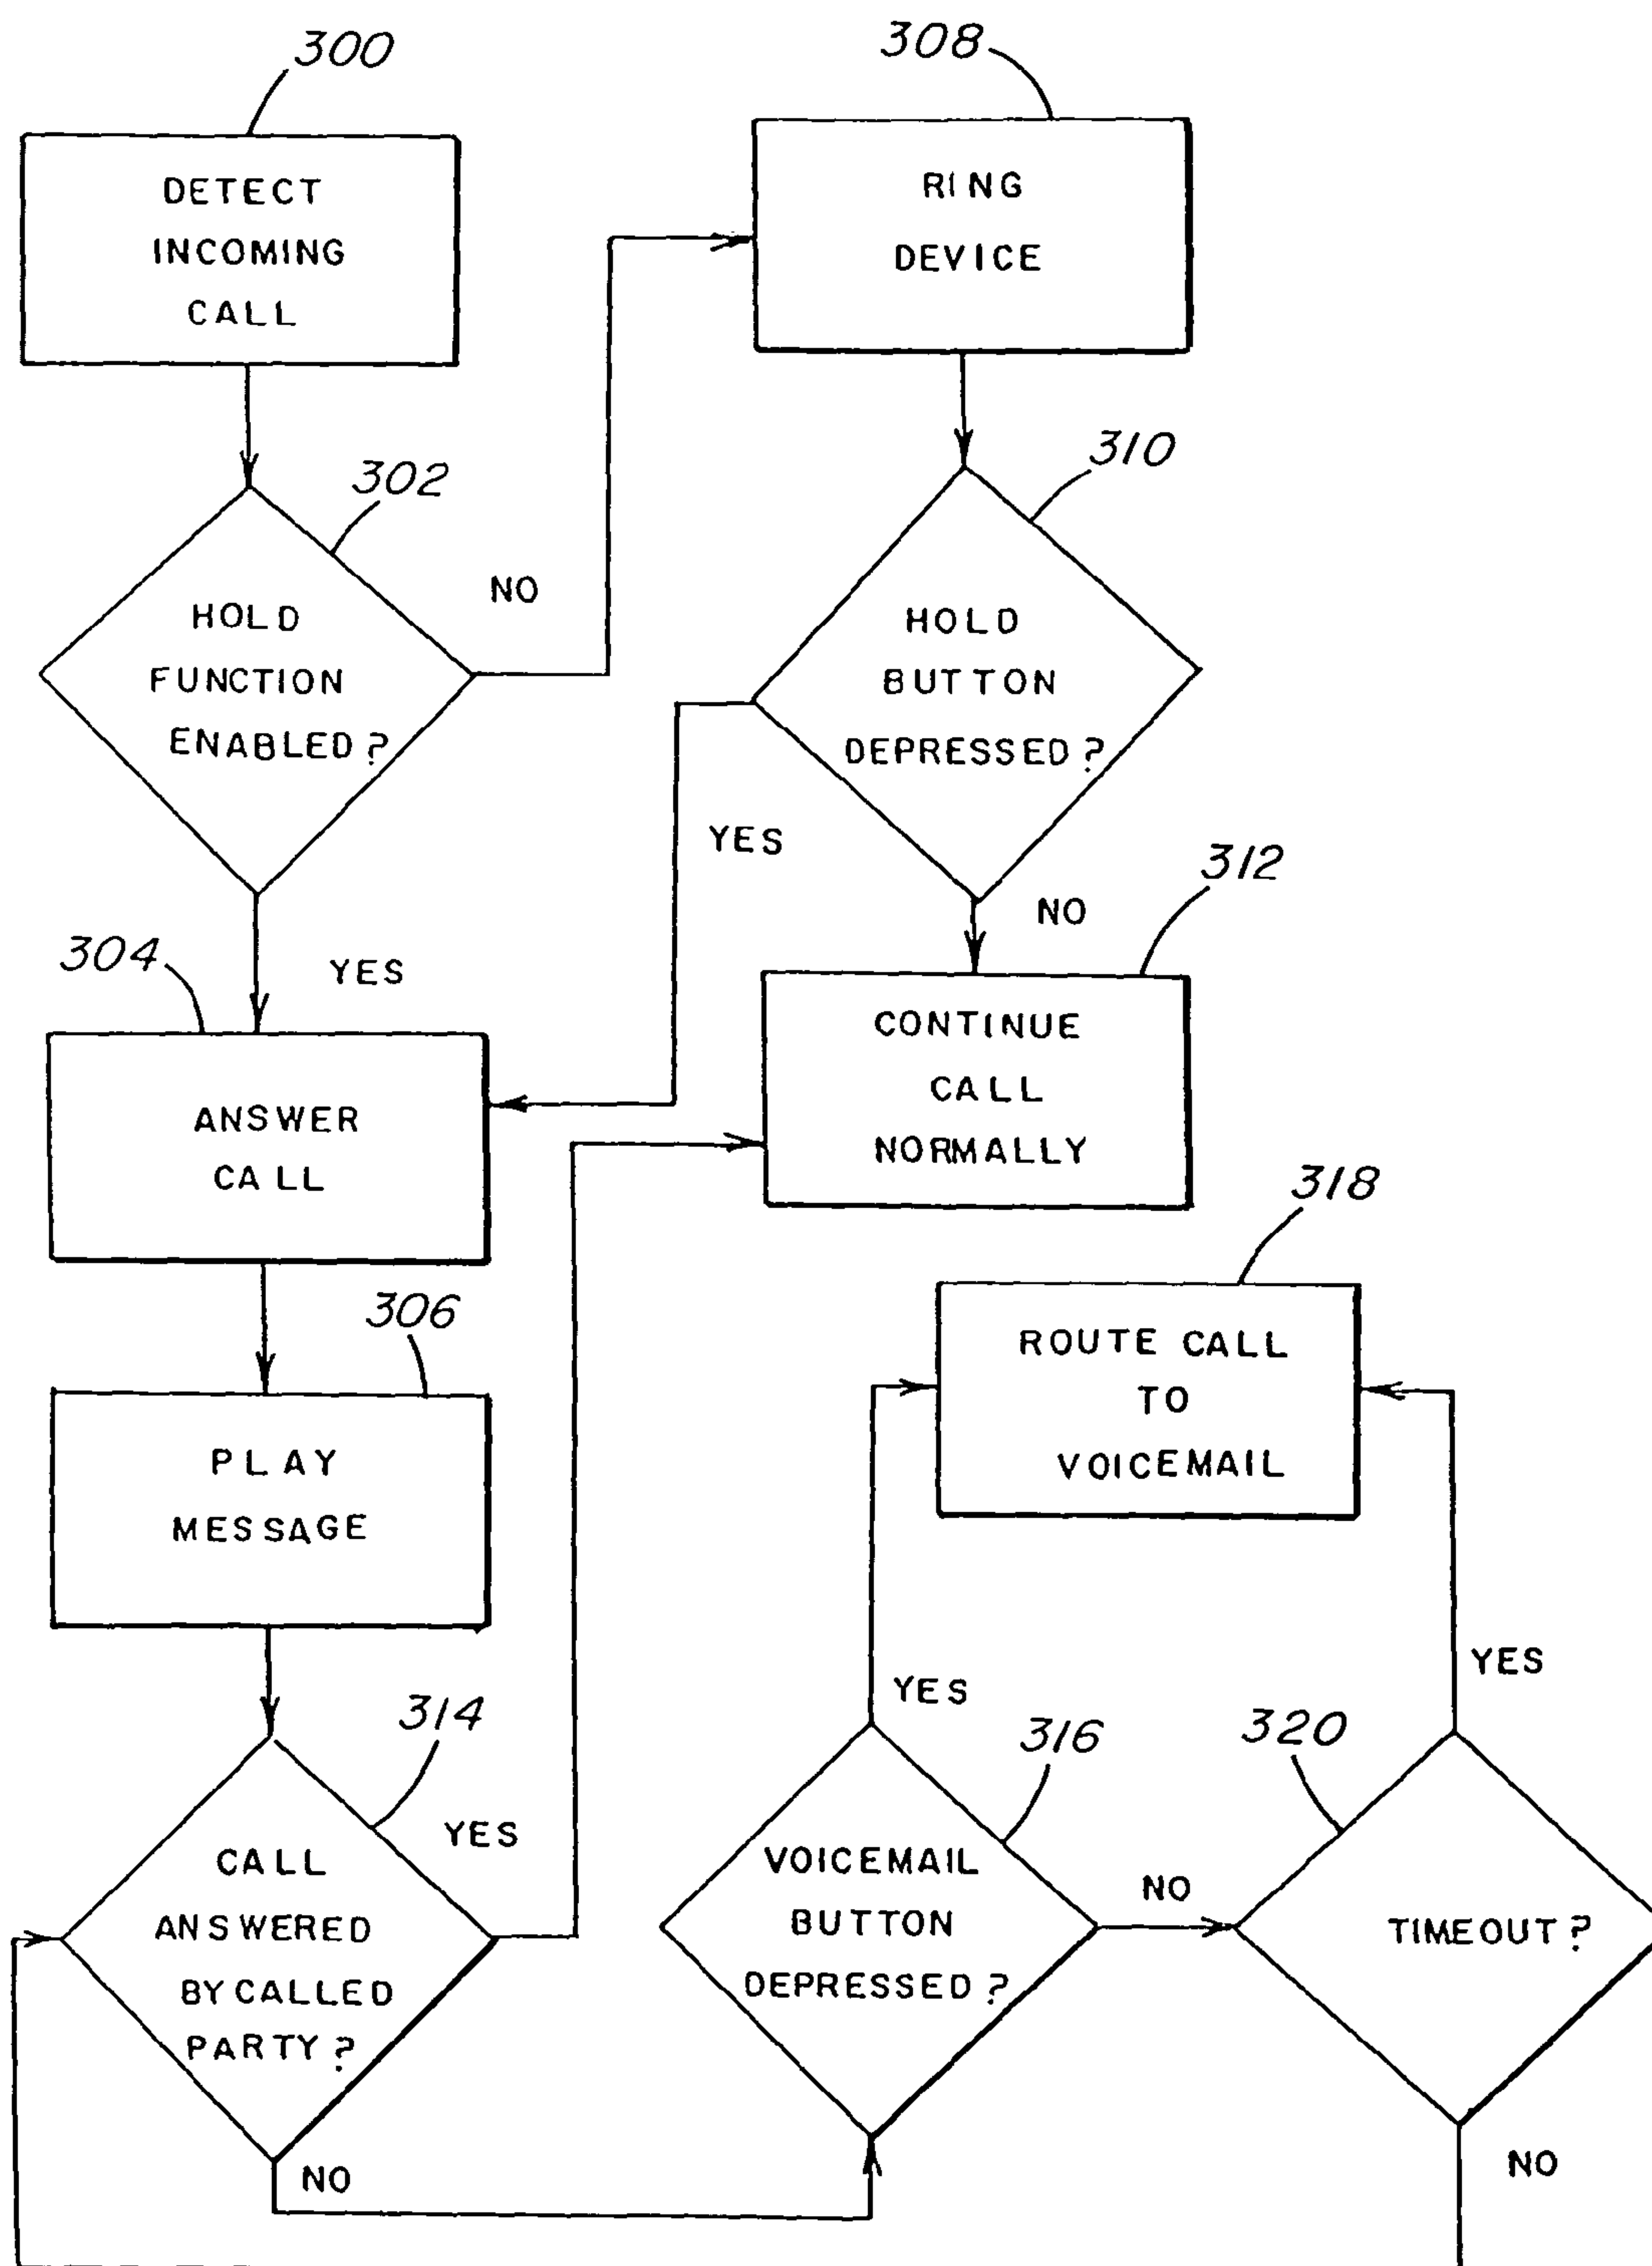 300
DETECT
INCOMING
CALL
308
RING
DEVICE
302
HOLD
FUNCTION
ENABLED?
NO
310
HOLD
BUTTON
DEPRESSED?
YES
NO
YES
304
ANSWER
CALL
312
CONTINUE
CALL
NORMALLY
306
PLAY
MESSAGE
318
ROUTE CALL
TO
VOICEMAIL
314
CALL
ANSWERED
BY CALLED
PARTY?
YES
NO
316
VOICEMAIL
BUTTON
DEPRESSED?
YES
NO
320
TIMEOUT?
YES
NO